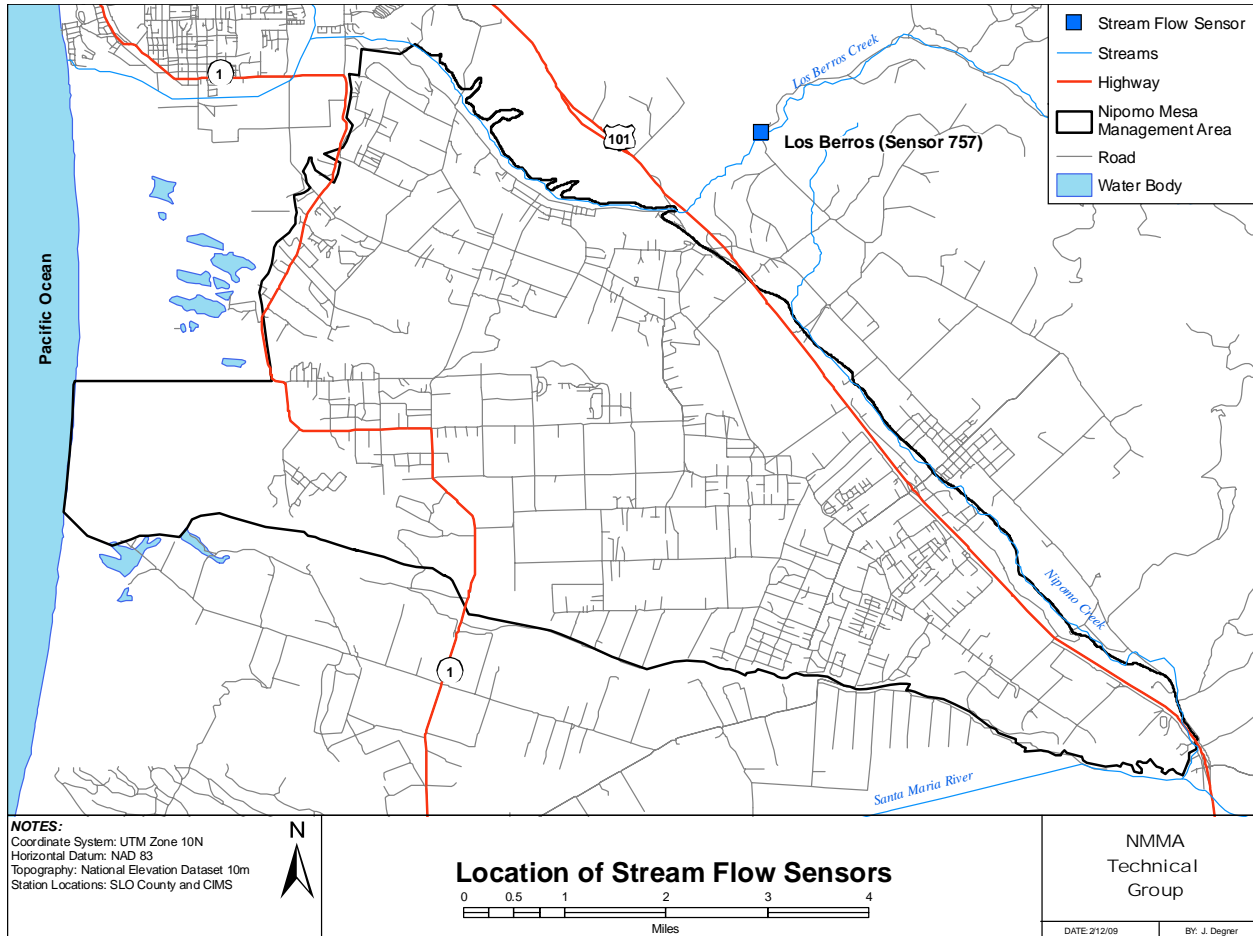 Stream Flow Sensor
Streams
Highway
Nipomo Mesa
Management Area
Road
Water Body
1
101
Los Berros Creek
Los Berros (Sensor 757)
Pacific Ocean
Nipomo Creek
1
Santa Maria River
NOTES:
Coordinate System: UTM Zone 10N
Horizontal Datum: NAD 83
Topography: National Elevation Dataset 10m
Station Locations: SLO County and CIMS
N
Location of Stream Flow Sensors
0 0.5 1 2 3 4
Miles
NMMA
Technical
Group
DATE:2/12/09
BY: J. Degner